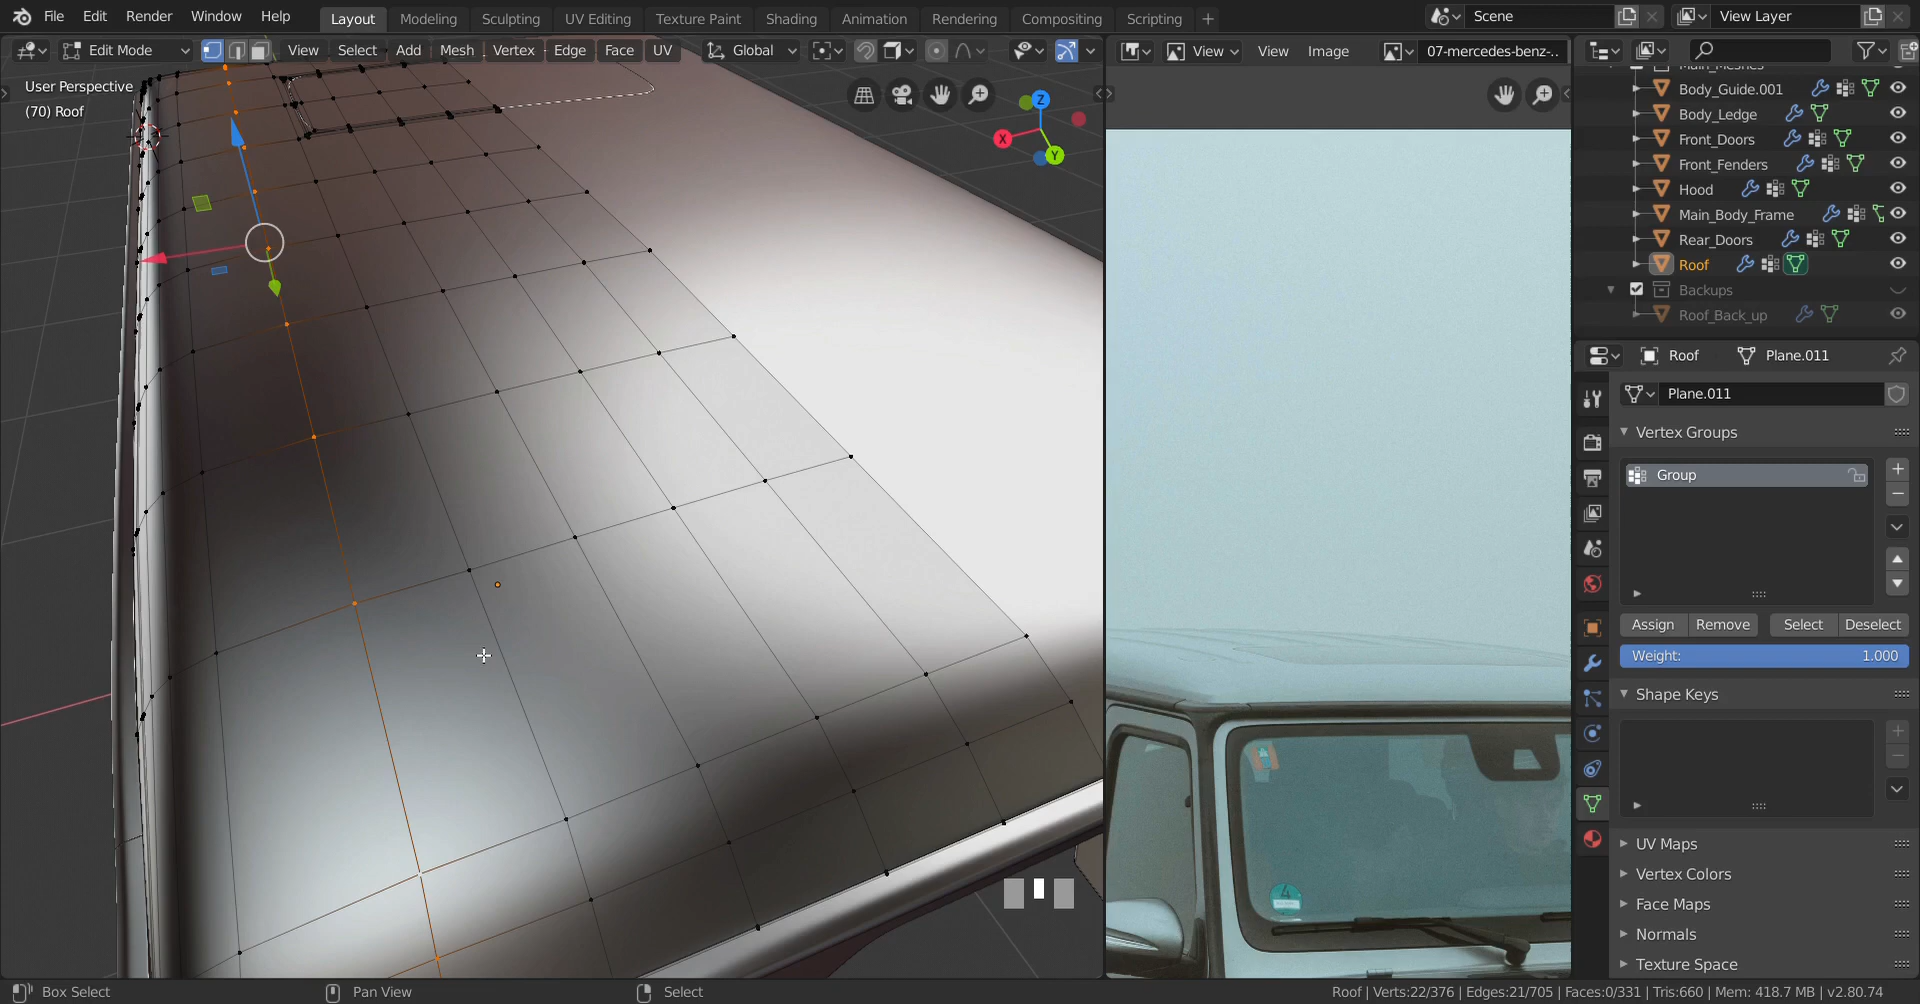 File Edit Render Window Help Layout Modeling Sculpting UV Editing Texture Paint Shading Animation Rendering Compositing Scripting + Scene View Layer
Edit Mode View Select Add Mesh Vertex Edge Face UV Global View View Image 07-mercedes-benz-..
User Perspective
(70) Roof
Z
X
Y
Main_Meshes
Body_Guide.001
Body_Ledge
Front_Doors
Front_Fenders
Hood
Main_Body_Frame
Rear_Doors
Roof
Backups
Roof_Back_up
Roof Plane.011
Plane.011
Vertex Groups
Group
Assign Remove Select Deselect
Weight: 1.000
Shape Keys
UV Maps
Vertex Colors
Face Maps
Normals
Texture Space
Box Select Pan View Select Roof | Verts:22/376 | Edges:21/705 | Faces:0/331 | Tris:660 | Mem: 418.7 MB | v2.80.74